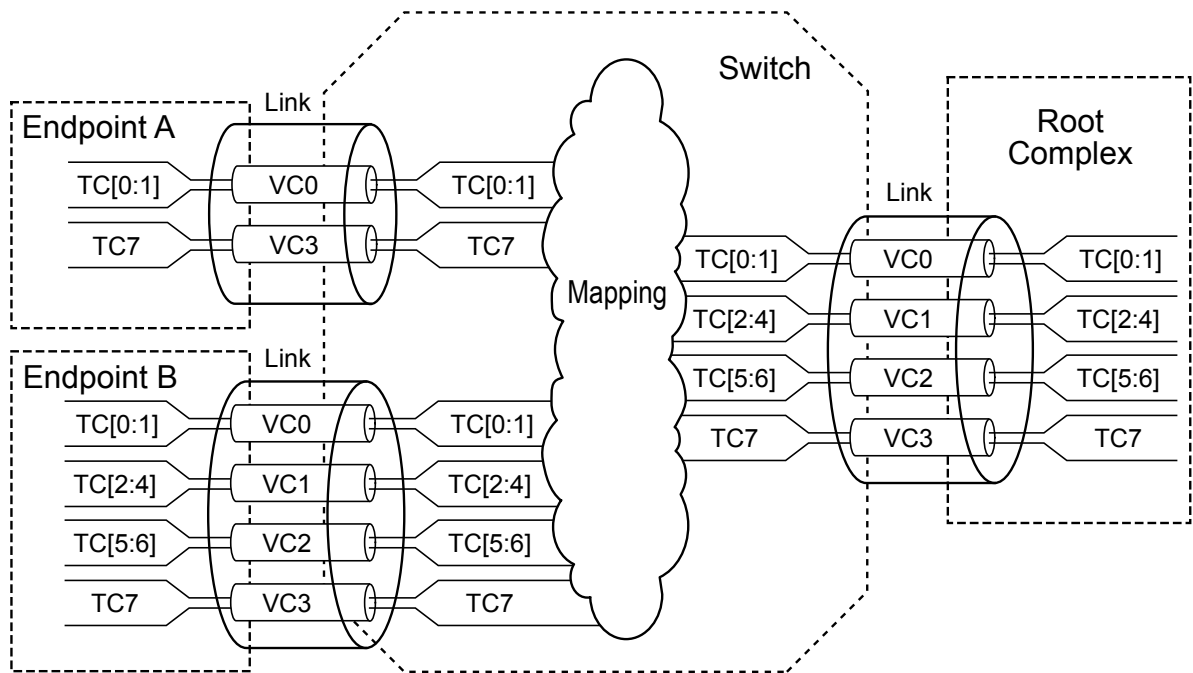 Switch
Link
Endpoint A
TC[0:1]
VC0
TC[0:1]
TC7
VC3
TC7
Link
Endpoint B
TC[0:1]
VC0
TC[0:1]
TC[2:4]
VC1
TC[2:4]
TC[5:6]
VC2
TC[5:6]
TC7
VC3
TC7
Mapping
Root
Complex
Link
TC[0:1]
VC0
TC[0:1]
TC[2:4]
VC1
TC[2:4]
TC[5:6]
VC2
TC[5:6]
TC7
VC3
TC7